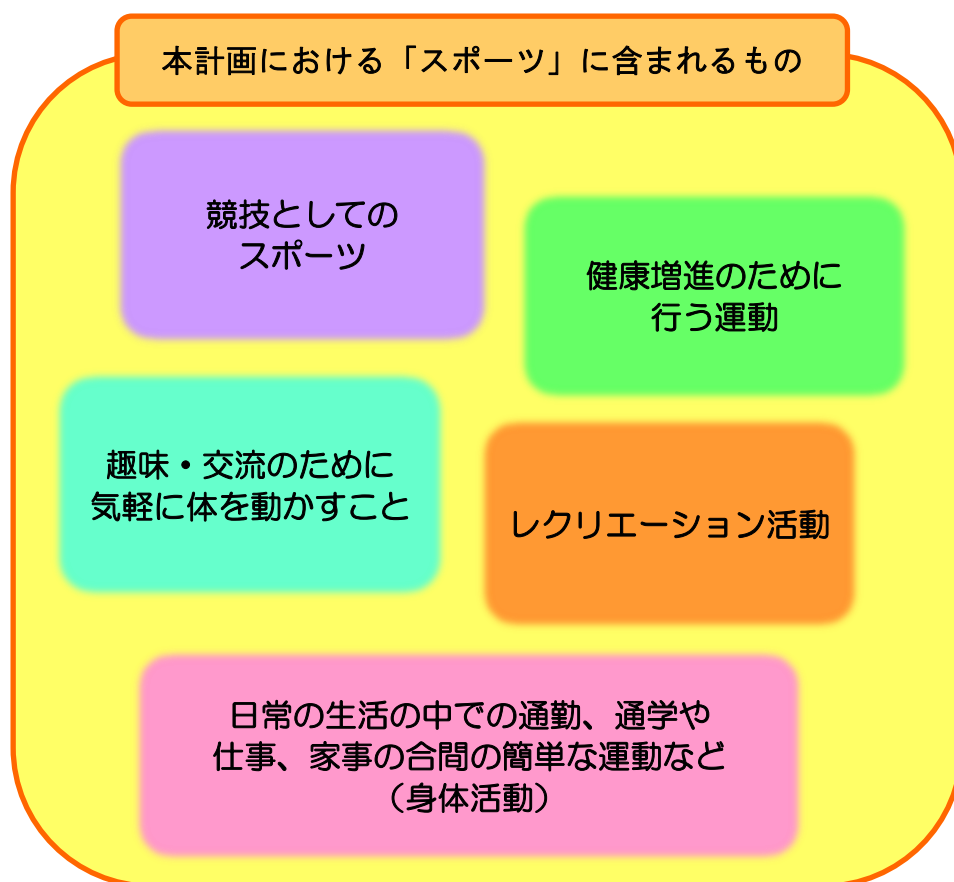 本計画における「スポーツ」に含まれるもの
競技としての
スポーツ
健康増進のために
行う運動
趣味・交流のために
気軽に体を動かすこと
レクリエーション活動
日常の生活の中での通勤、通学や
仕事、家事の合間の簡単な運動など
（身体活動）